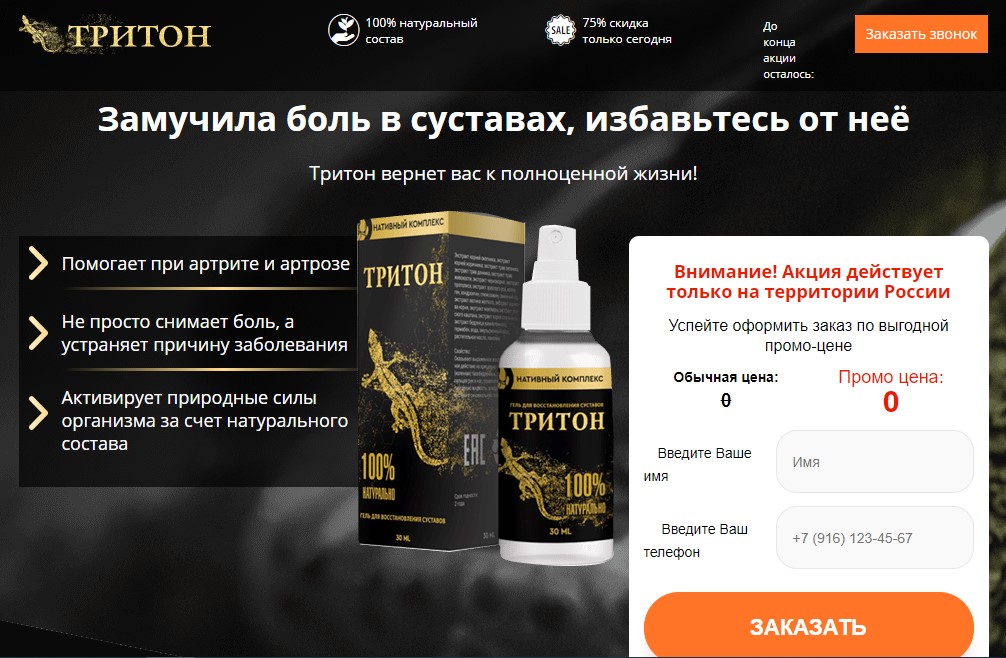 ТРИТОН
100% натуральный
состав
SALE
75% скидка
только сегодня
До
конца
акции
осталось:
Заказать звонок
Замучила боль в суставах, избавьтесь от неё
Тритон вернет вас к полноценной жизни!
Помогает при артрите и артрозе
Не просто снимает боль, а
устраняет причину заболевания
Активирует природные силы
организма за счет натурального
состава
НАТИВНЫЙ КОМПЛЕКС
ТРИТОН
EAC
100%
НАТУРАЛЬНО
ГЕЛЬ ДЛЯ ВОССТАНОВЛЕНИЯ СУСТАВОВ
30 ML
30 ML
НАТИВНЫЙ КОМПЛЕКС
ГЕЛЬ ДЛЯ ВОССТАНОВЛЕНИЯ СУСТАВОВ
ТРИТОН
100%
НАТУРАЛЬНО
30 ML
Внимание! Акция действует
только на территории России
Успейте оформить заказ по выгодной
промо-цене
Обычная цена:
0
Промо цена:
0
Введите Ваше
имя
Имя
Введите Ваш
телефон
+7 (916) 123-45-67
ЗАКАЗАТЬ